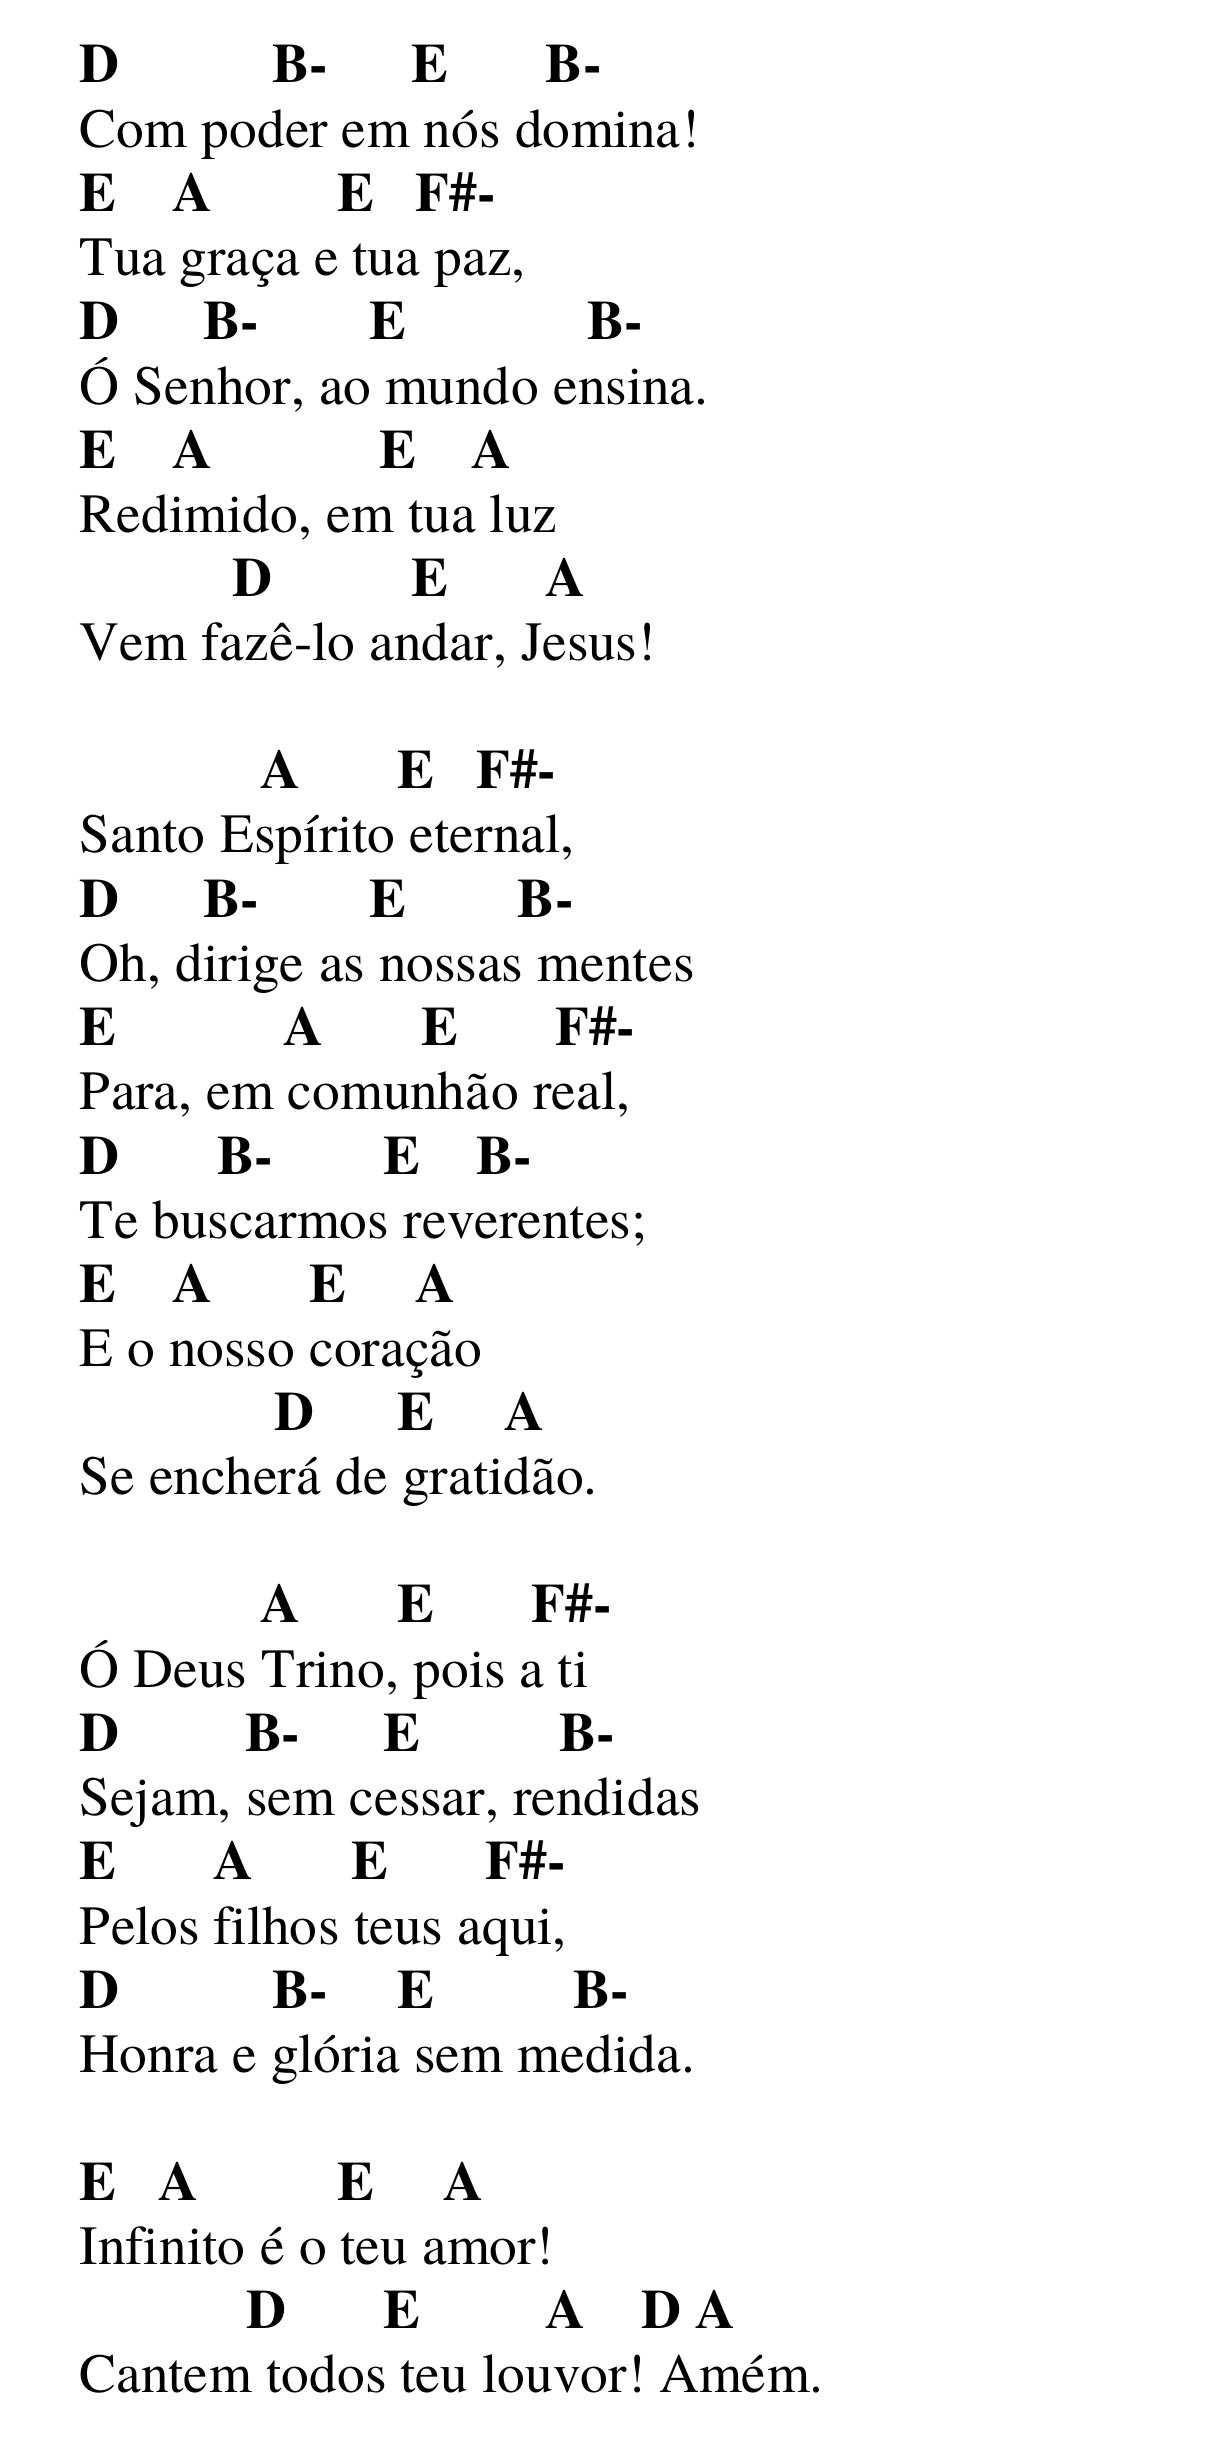 D B- E B-
Com poder em nós domina!
E A E F#-
Tua graça e tua paz,
D B- E B-
Ó Senhor, ao mundo ensina.
E A E A
Redimido, em tua luz
D E A
Vem fazê-lo andar, Jesus!
A E F#-
Santo Espírito eternal,
D B- E B-
Oh, dirige as nossas mentes
E A E F#-
Para, em comunhão real,
D B- E B-
Te buscarmos reverentes;
E A E A
E o nosso coração
D E A
Se encherá de gratidão.
A E F#-
Ó Deus Trino, pois a ti
D B- E B-
Sejam, sem cessar, rendidas
E A E F#-
Pelos filhos teus aqui,
D B- E B-
Honra e glória sem medida.
E A E A
Infinito é o teu amor!
D E A D A
Cantem todos teu louvor! Amém.